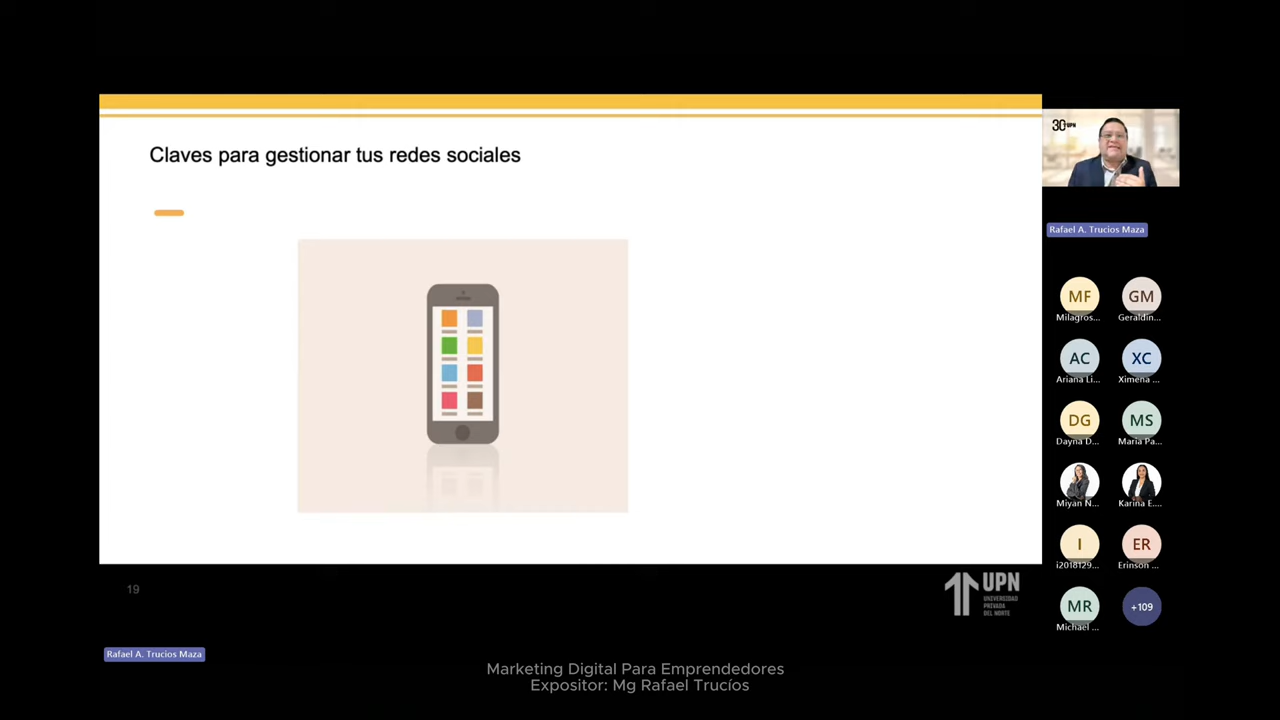 Claves para gestionar tus redes sociales
30 UPN
Rafael A. Trucios Maza
MF
GM
Milagros...
Geraldin...
AC
XC
Ariana Li...
Ximena ...
DG
MS
Dayna D...
Maria Pa...
Miyan N...
Karina E...
I
ER
i2018129...
Erinson ...
MR
+109
Michael ...
19
UPN
UNIVERSIDAD
PRIVADA
DEL NORTE
Rafael A. Trucios Maza
Marketing Digital Para Emprendedores
Expositor: Mg Rafael Trucíos